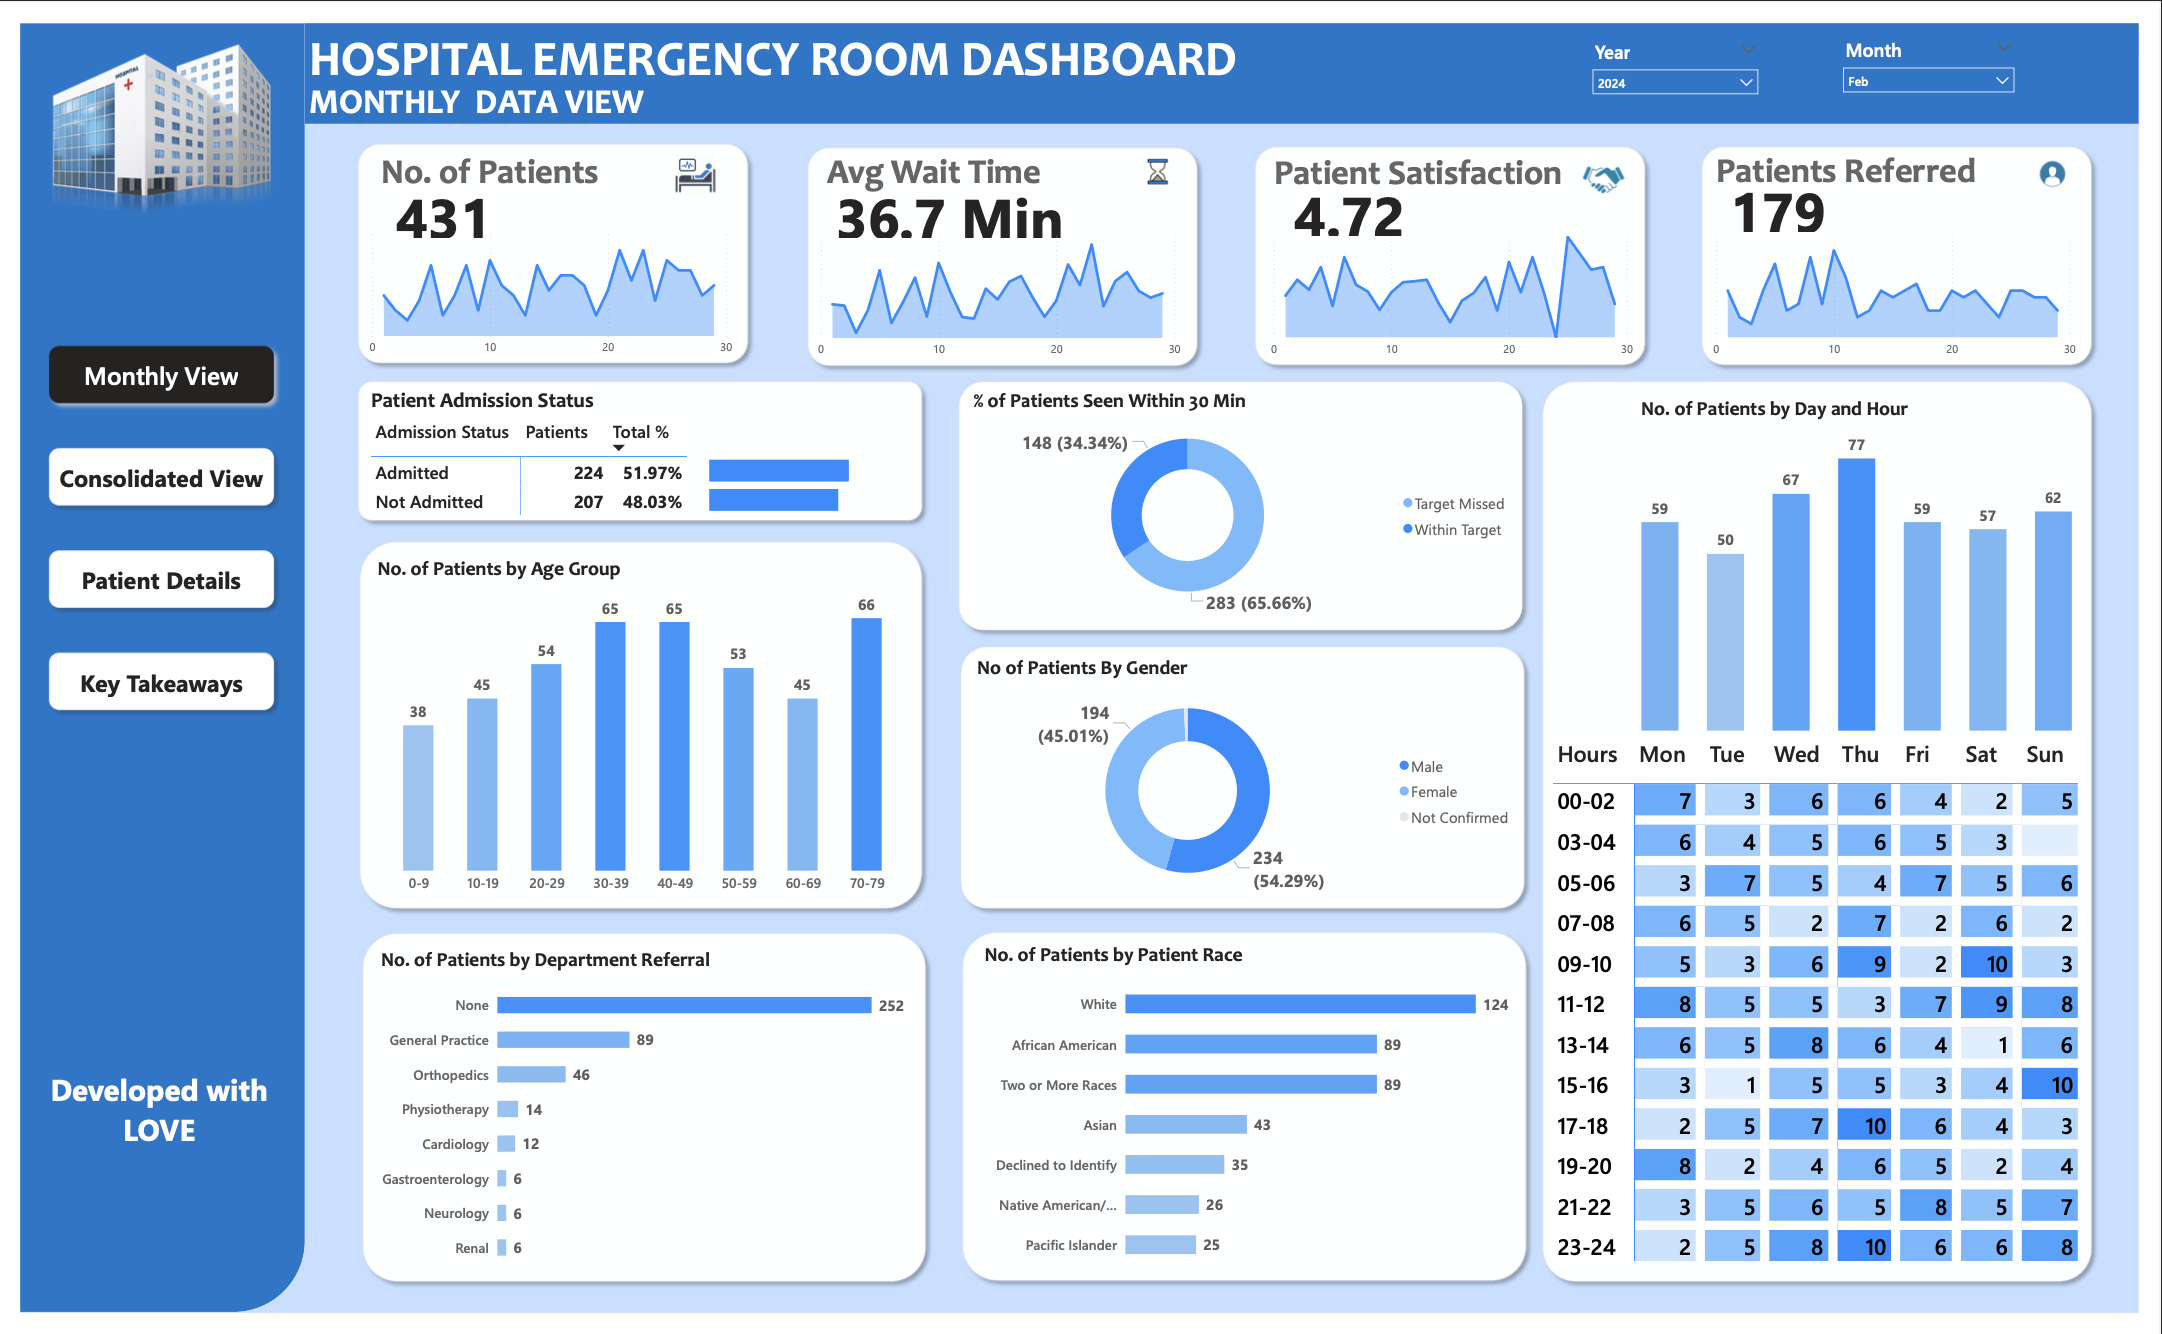 HOSPITAL
HOSPITAL EMERGENCY ROOM DASHBOARD
MONTHLY DATA VIEW
Year
2024
Month
Feb
Monthly View
Consolidated View
Patient Details
Key Takeaways
Developed with
LOVE
No. of Patients
431
0 10 20 30
Avg Wait Time
36.7 Min
0 10 20 30
Patient Satisfaction
4.72
0 10 20 30
Patients Referred
179
0 10 20 30
Patient Admission Status
Admission Status Patients Total %
Admitted 224 51.97%
Not Admitted 207 48.03%
% of Patients Seen Within 30 Min
148 (34.34%)
283 (65.66%)
Target Missed
Within Target
No. of Patients by Age Group
38 45 54 65 65 53 45 66
0-9 10-19 20-29 30-39 40-49 50-59 60-69 70-79
No of Patients By Gender
194
(45.01%)
234
(54.29%)
Male
Female
Not Confirmed
No. of Patients by Department Referral
None 252
General Practice 89
Orthopedics 46
Physiotherapy 14
Cardiology 12
Gastroenterology 6
Neurology 6
Renal 6
No. of Patients by Patient Race
White 124
African American 89
Two or More Races 89
Asian 43
Declined to Identify 35
Native American/... 26
Pacific Islander 25
No. of Patients by Day and Hour
59 50 67 77 59 57 62
Hours Mon Tue Wed Thu Fri Sat Sun
00-02 7 3 6 6 4 2 5
03-04 6 4 5 6 5 3
05-06 3 7 5 4 7 5 6
07-08 6 5 2 7 2 6 2
09-10 5 3 6 9 2 10 3
11-12 8 5 5 3 7 9 8
13-14 6 5 8 6 4 1 6
15-16 3 1 5 5 3 4 10
17-18 2 5 7 10 6 4 3
19-20 8 2 4 6 5 2 4
21-22 3 5 6 5 8 5 7
23-24 2 5 8 10 6 6 8